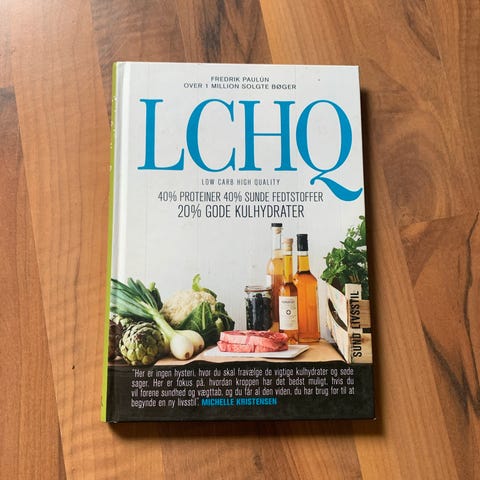 FREDRIK PAULÚN
OVER 1 MILLION SOLGTE BØGER
LCHQ
LOW CARB HIGH QUALITY
40% PROTEINER 40% SUNDE FEDTSTOFFER
20% GODE KULHYDRATER
SUND LIVSSTIL
"Her er ingen hysteri, hvor du skal fravælge de vigtige kulhydrater og søde
sager. Her er fokus på, hvordan kroppen har det bedst muligt, hvis du
vil forene sundhed og vægttab, og du får al den viden, du har brug for til at
begynde en ny livsstil". MICHELLE KRISTENSEN